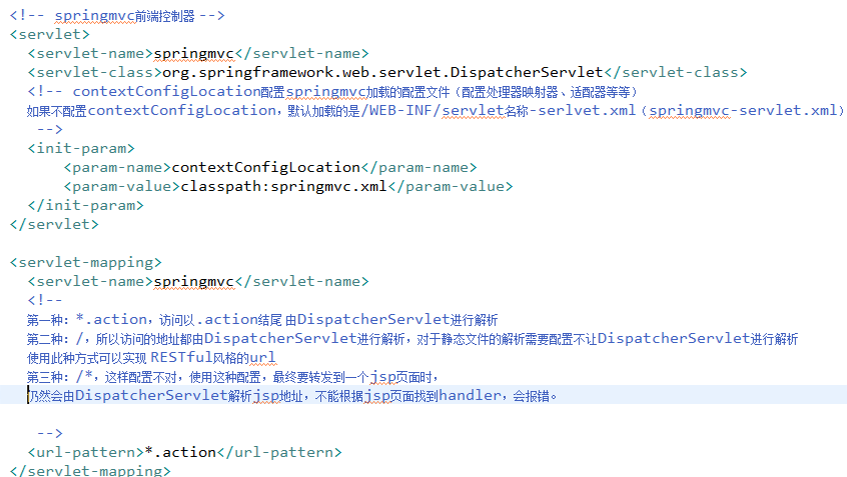 <!-- springmvc前端控制器 -->
<servlet>
<servlet-name>springmvc</servlet-name>
<servlet-class>org.springframework.web.servlet.DispatcherServlet</servlet-class>
<!-- contextConfigLocation配置springmvc加载的配置文件（配置处理器映射器、适配器等等）
如果不配置contextConfigLocation，默认加载的是/WEB-INF/servlet名称-serlvet.xml（springmvc-servlet.xml）
-->
<init-param>
<param-name>contextConfigLocation</param-name>
<param-value>classpath:springmvc.xml</param-value>
</init-param>
</servlet>
<servlet-mapping>
<servlet-name>springmvc</servlet-name>
<!--
第一种：*.action，访问以.action结尾 由DispatcherServlet进行解析
第二种：/，所以访问的地址都由DispatcherServlet进行解析，对于静态文件的解析需要配置不让DispatcherServlet进行解析
使用此种方式可以实现 RESTful风格的url
第三种：/*，这样配置不对，使用这种配置，最终要转发到一个jsp页面时，
仍然会由DispatcherServlet解析jsp地址，不能根据jsp页面找到handler，会报错。
-->
<url-pattern>*.action</url-pattern>
</servlet-mapping>